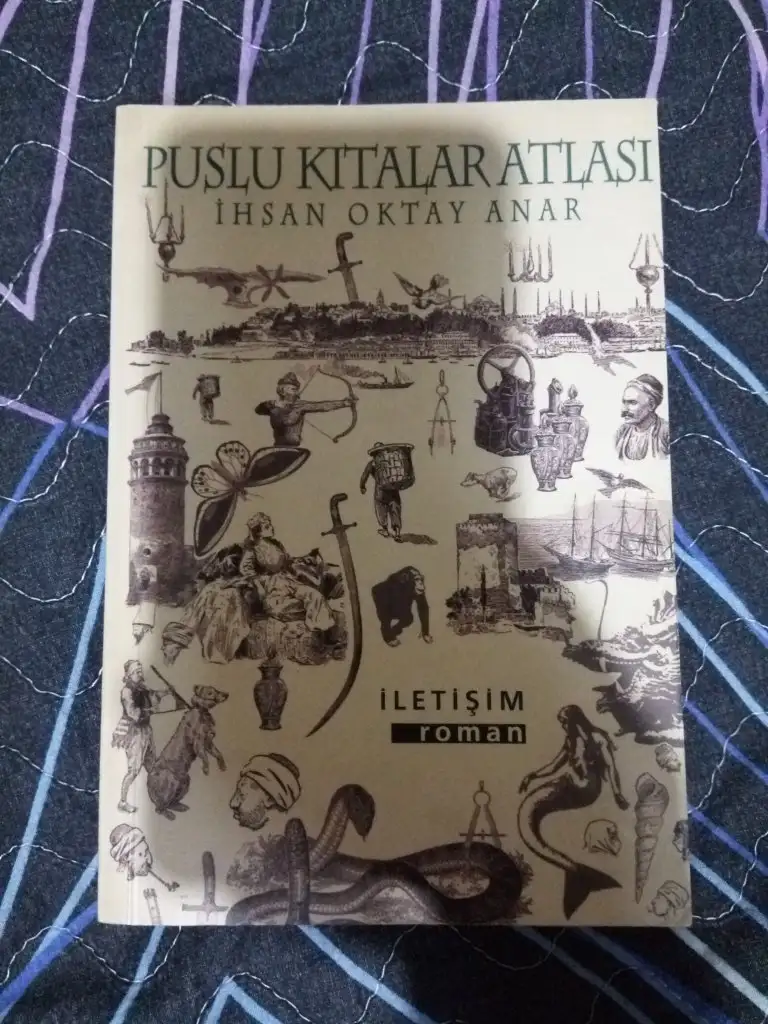 PUSLU KITALAR ATLASI
İHSAN OKTAY ANAR
İLETİŞİM
roman